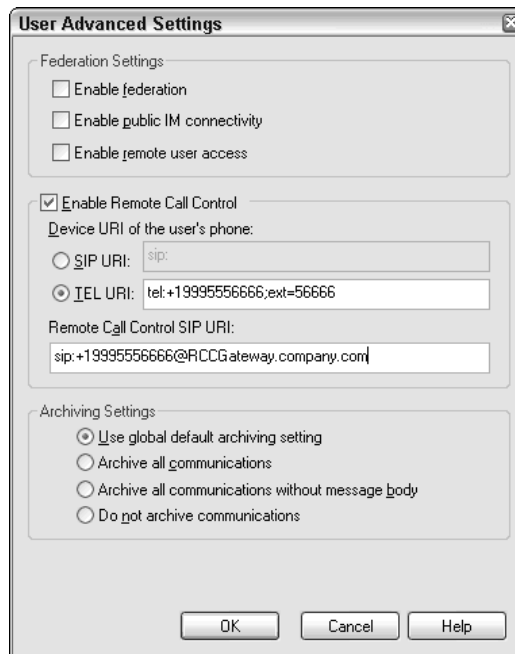 User Advanced Settings
Federation Settings
Enable federation
Enable public IM connectivity
Enable remote user access
Enable Remote Call Control
Device URI of the user's phone:
SIP URI: sip:
TEL URI: tel:+19995556666;ext=56666
Remote Call Control SIP URI:
sip:+19995556666@RCCGateway.company.com
Archiving Settings
Use global default archiving setting
Archive all communications
Archive all communications without message body
Do not archive communications
OK Cancel Help